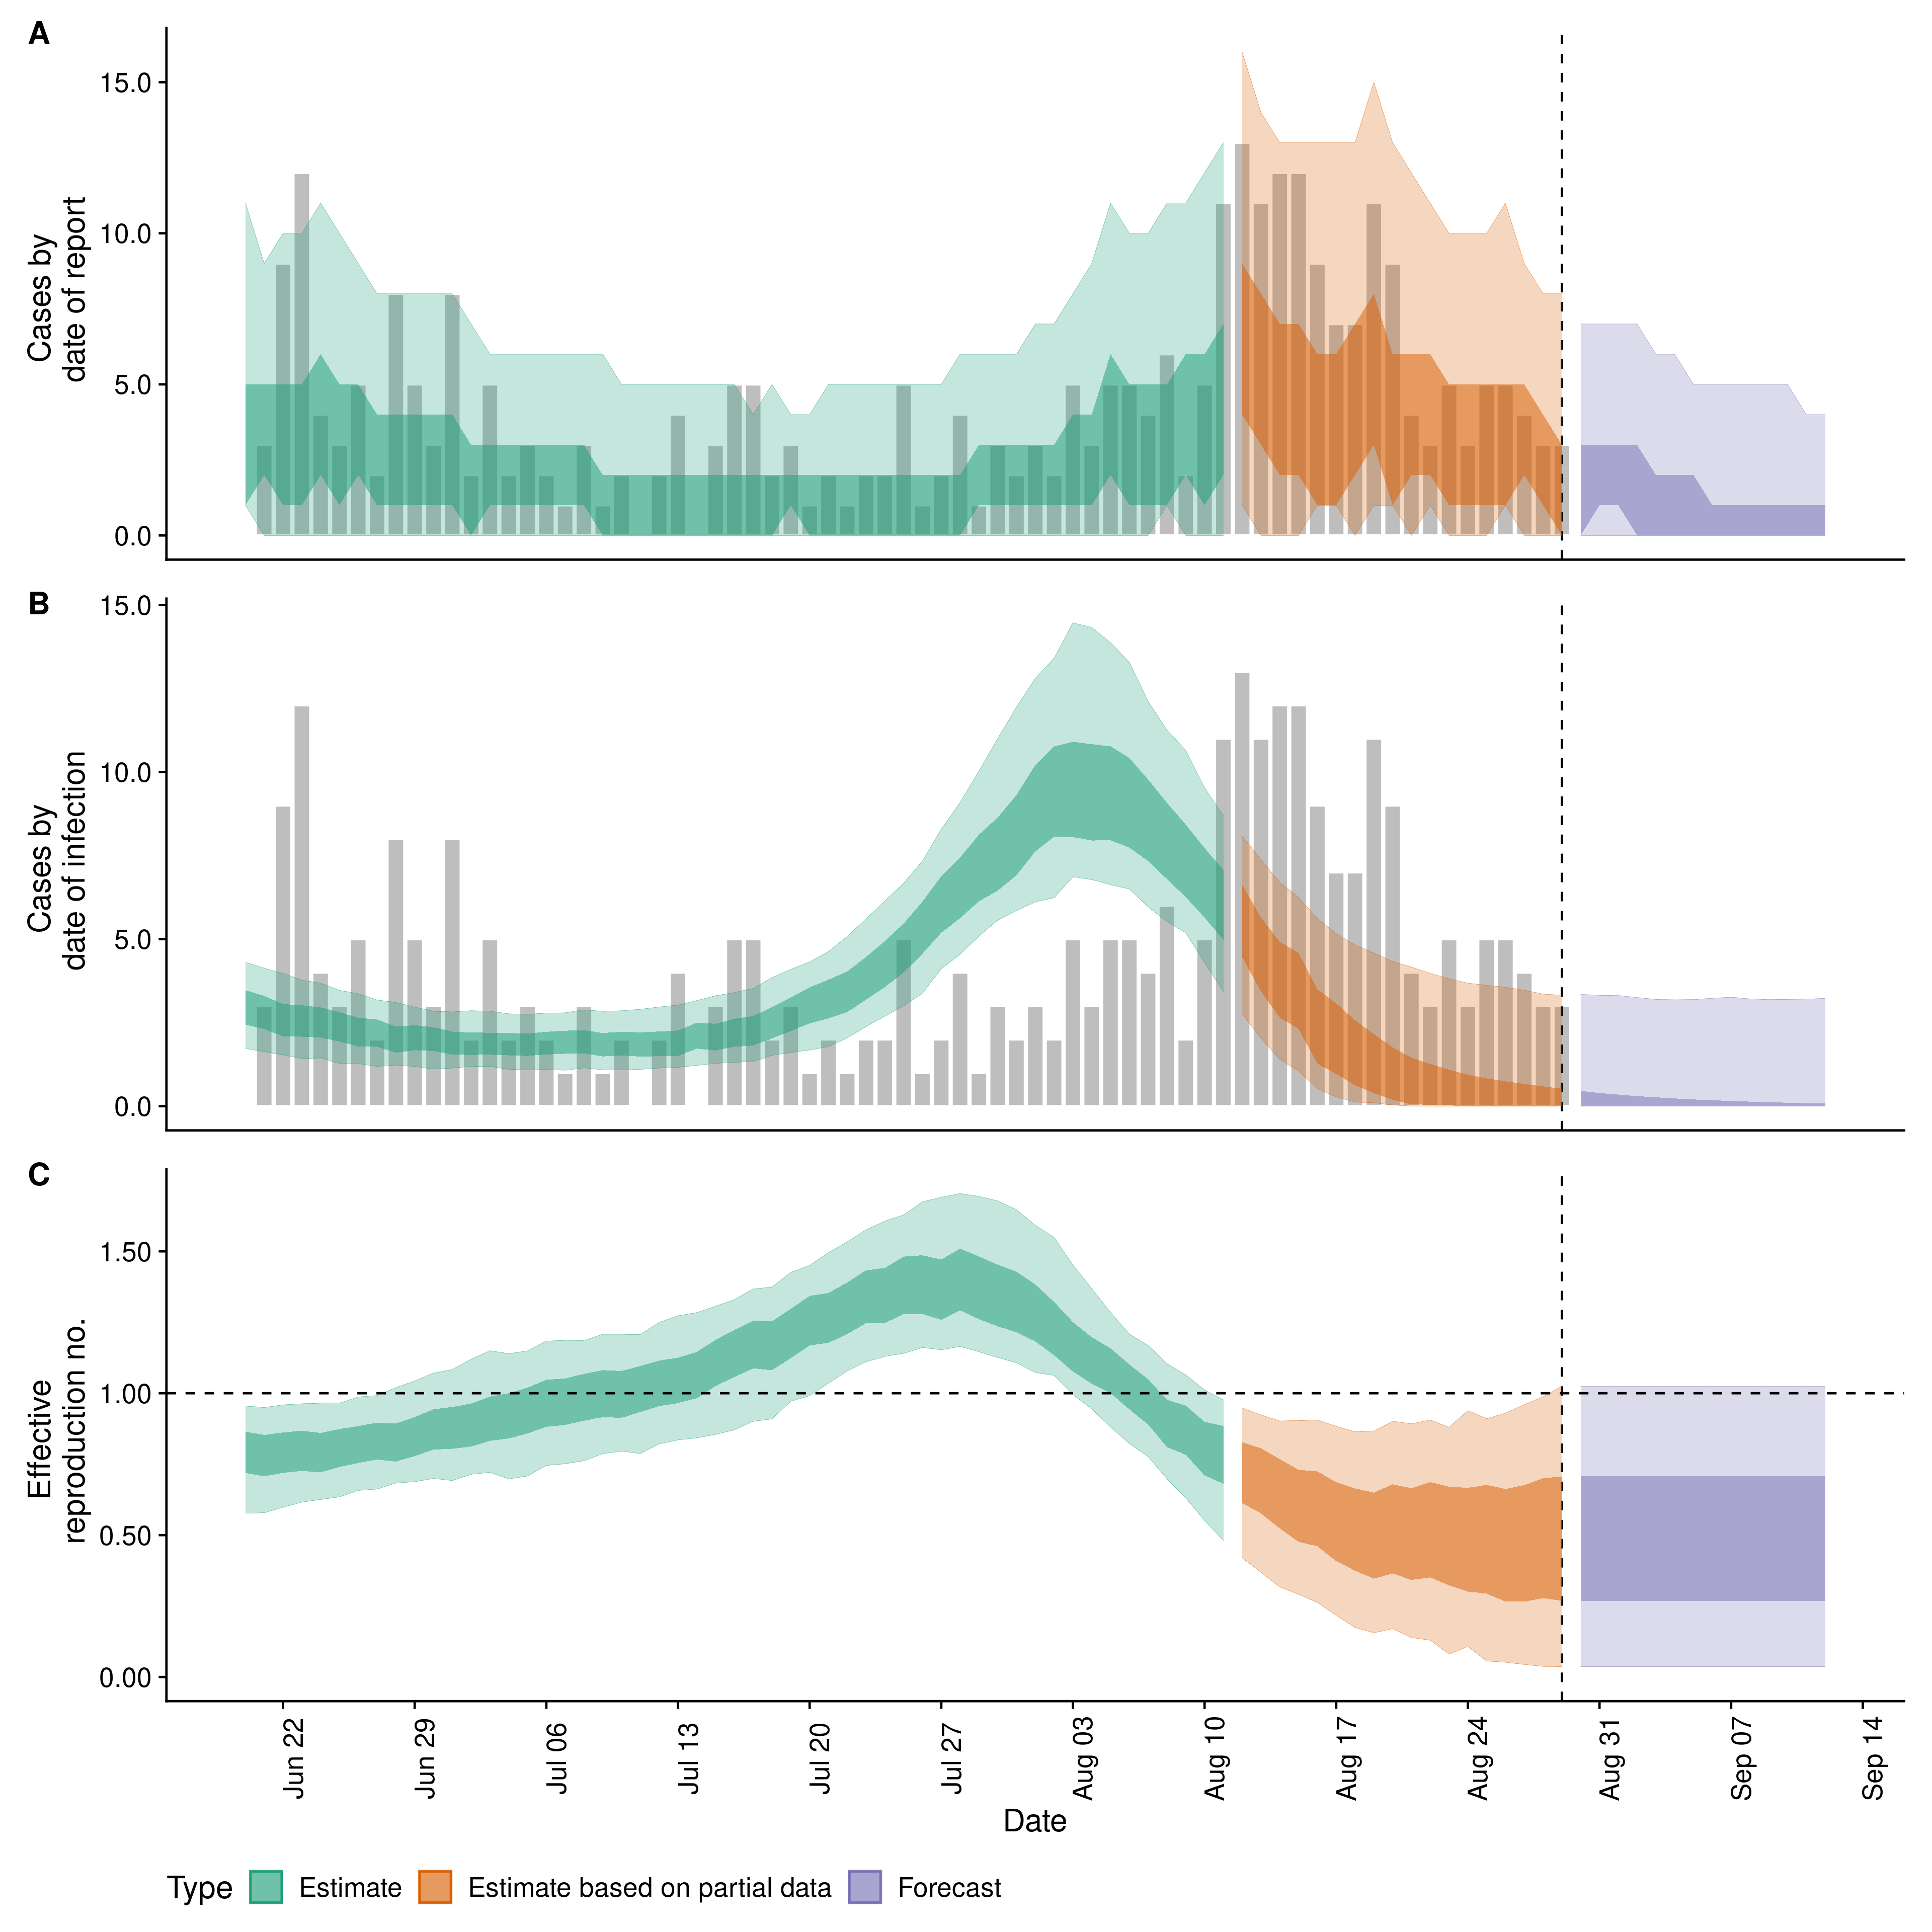 A
15.0
10.0
5.0
0.0
Cases by
date of report
B
15.0
10.0
5.0
0.0
Cases by
date of infection
C
1.50
1.00
0.50
0.00
Effective
reproduction no.
Jun 22
Jun 29
Jul 06
Jul 13
Jul 20
Jul 27
Aug 03
Aug 10
Aug 17
Aug 24
Aug 31
Sep 07
Sep 14
Date
Type Estimate Estimate based on partial data Forecast